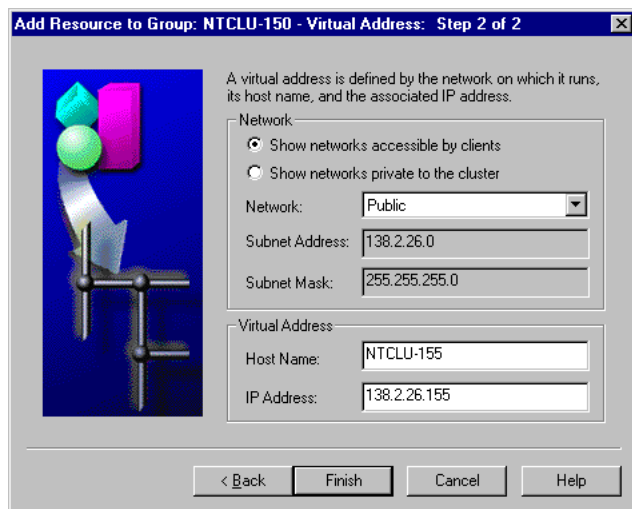 Add Resource to Group: NTCLU-150 - Virtual Address: Step 2 of 2
A virtual address is defined by the network on which it runs,
its host name, and the associated IP address.
Network
Show networks accessible by clients
Show networks private to the cluster
Network: Public
Subnet Address: 138.2.26.0
Subnet Mask: 255.255.255.0
Virtual Address
Host Name: NTCLU-155
IP Address: 138.2.26.155
< Back Finish Cancel Help